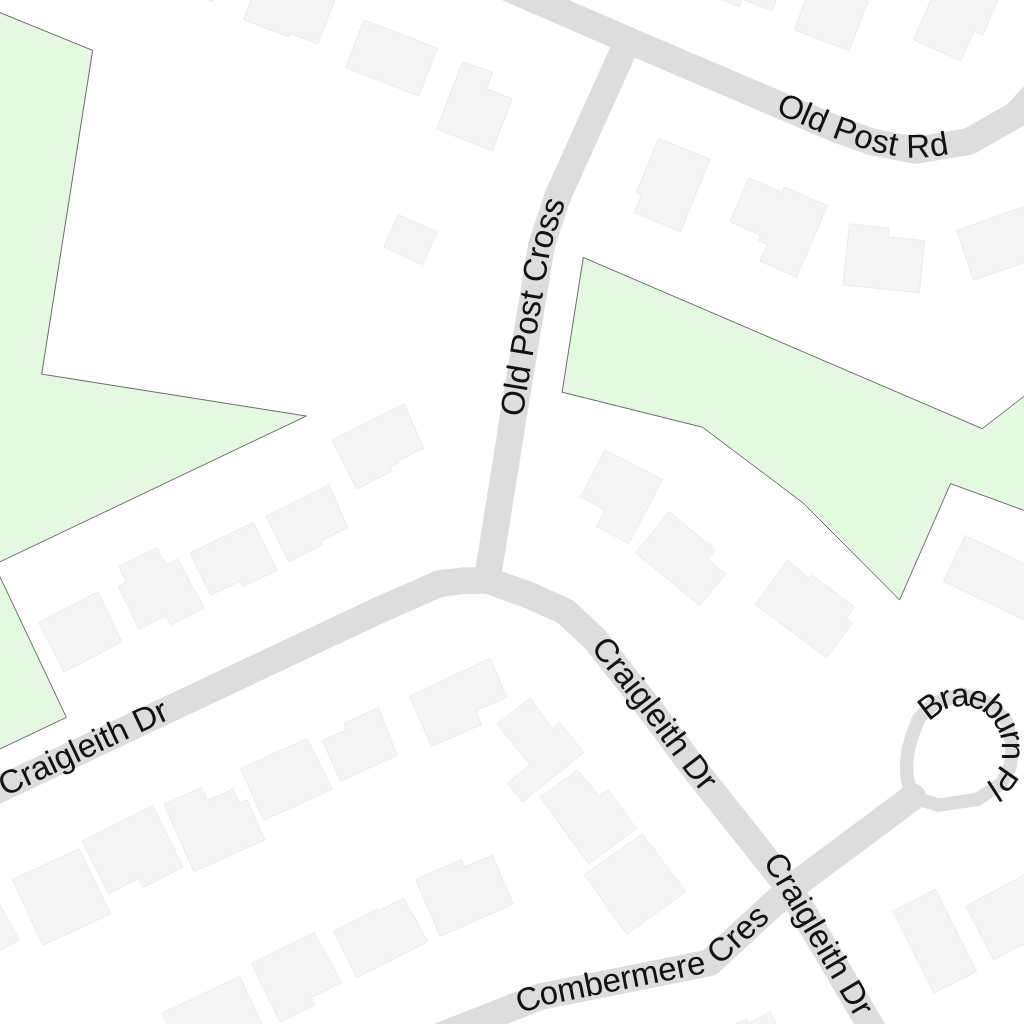 Old Post Rd
Old Post Cross
Craigleith Dr
Craigleith Dr
Braeburn Pl
Craigleith Dr
Combermere Cres